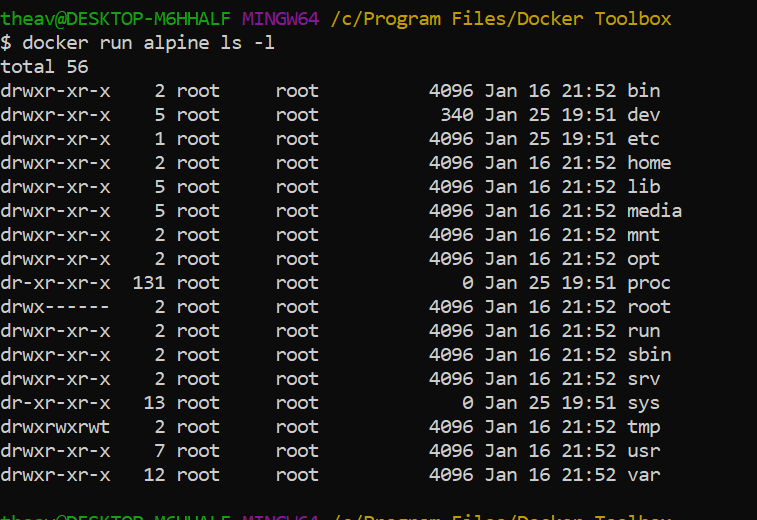 theav@DESKTOP-M6HHALF MINGW64 /c/Program Files/Docker Toolbox
$ docker run alpine ls -l
total 56
drwxr-xr-x    2 root     root          4096 Jan 16 21:52 bin
drwxr-xr-x    5 root     root           340 Jan 25 19:51 dev
drwxr-xr-x    1 root     root          4096 Jan 25 19:51 etc
drwxr-xr-x    2 root     root          4096 Jan 16 21:52 home
drwxr-xr-x    5 root     root          4096 Jan 16 21:52 lib
drwxr-xr-x    5 root     root          4096 Jan 16 21:52 media
drwxr-xr-x    2 root     root          4096 Jan 16 21:52 mnt
drwxr-xr-x    2 root     root          4096 Jan 16 21:52 opt
dr-xr-xr-x  131 root     root             0 Jan 25 19:51 proc
drwx------    2 root     root          4096 Jan 16 21:52 root
drwxr-xr-x    2 root     root          4096 Jan 16 21:52 run
drwxr-xr-x    2 root     root          4096 Jan 16 21:52 sbin
drwxr-xr-x    2 root     root          4096 Jan 16 21:52 srv
dr-xr-xr-x   13 root     root             0 Jan 25 19:51 sys
drwxrwxrwt    2 root     root          4096 Jan 16 21:52 tmp
drwxr-xr-x    7 root     root          4096 Jan 16 21:52 usr
drwxr-xr-x   12 root     root          4096 Jan 16 21:52 var
theav@DESKTOP-M6HHALF MINGW64 /c/Program Files/Docker Toolbox